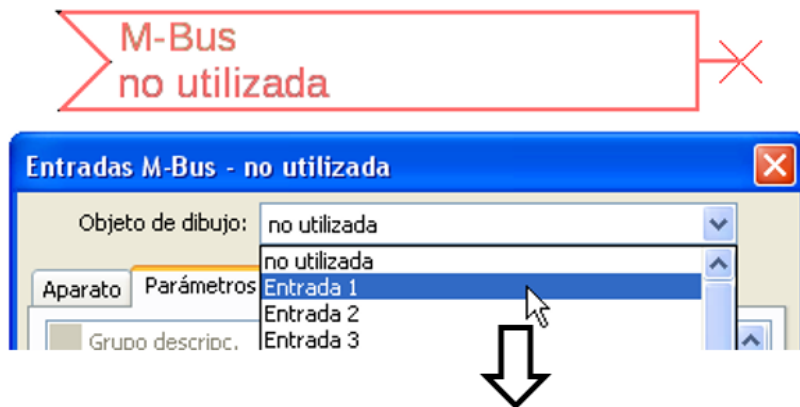 M-Bus
no utilizada
Entradas M-Bus - no utilizada
Objeto de dibujo: no utilizada
no utilizada
Aparato Parámetros Entrada 1
Entrada 2
Grupo descripc. Entrada 3